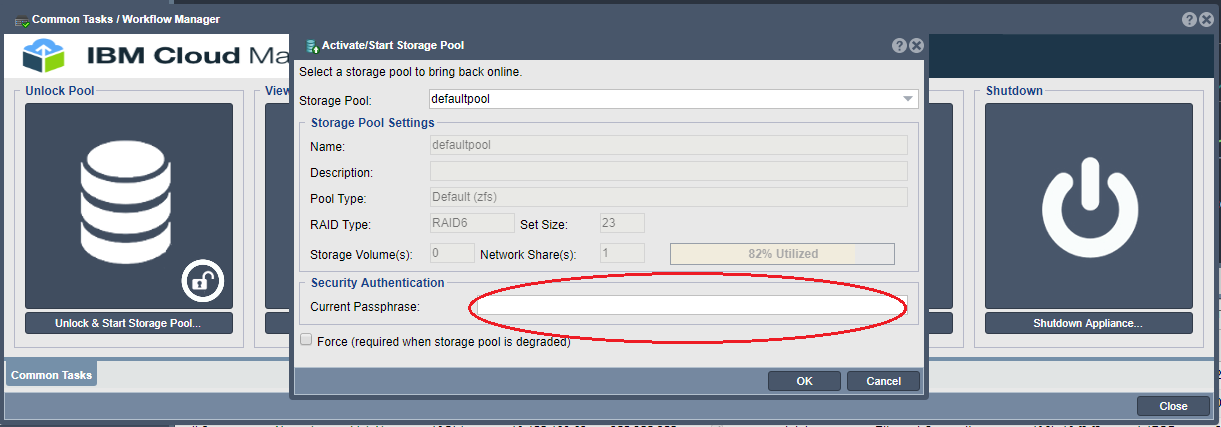 Common Tasks / Workflow Manager
IBM Cloud Ma
Activate/Start Storage Pool
Select a storage pool to bring back online.
Storage Pool: defaultpool
Unlock Pool
View
Shutdown
Storage Pool Settings
Name: defaultpool
Description:
Pool Type: Default (zfs)
RAID Type: RAID6 Set Size: 23
Storage Volume(s): 0 Network Share(s): 1 82% Utilized
Security Authentication
Current Passphrase:
Unlock & Start Storage Pool...
Shutdown Appliance...
Force (required when storage pool is degraded)
Common Tasks
OK Cancel
Close